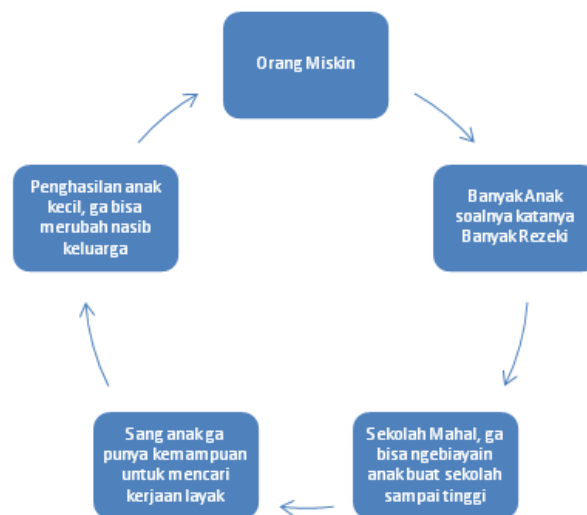 Orang Miskin
Banyak Anak
soalnya katanya
Banyak Rezeki
Sekolah Mahal, ga
bisa ngebiayain
anak buat sekolah
sampai tinggi
Sang anak ga
punya kemampuan
untuk mencari
kerjaan layak
Penghasilan anak
kecil, ga bisa
merubah nasib
keluarga